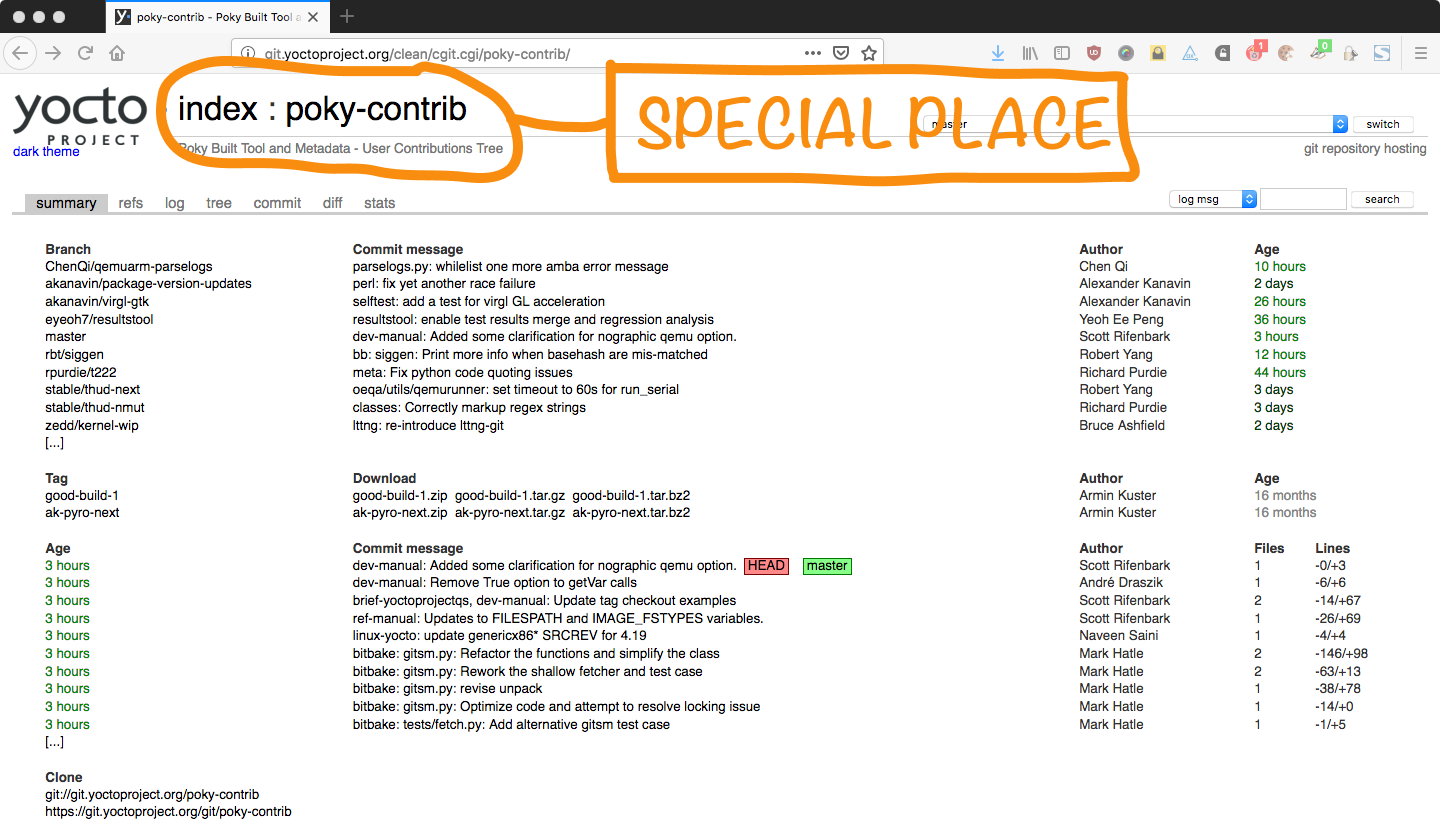 poky-contrib - Poky Built Tool a
git.yoctoproject.org/clean/cgit.cgi/poky-contrib/
1
0
yocto
PROJECT
dark theme
index : poky-contrib
SPECIAL PLACE
master
switch
Poky Built Tool and Metadata - User Contributions Tree
git repository hosting
summary refs log tree commit diff stats
log msg
search
Branch Commit message Author Age
ChenQi/qemuarm-parselogs parselogs.py: whilelist one more amba error message Chen Qi 10 hours
akanavin/package-version-updates perl: fix yet another race failure Alexander Kanavin 2 days
akanavin/virgl-gtk selftest: add a test for virgl GL acceleration Alexander Kanavin 26 hours
eyeoh7/resultstool resultstool: enable test results merge and regression analysis Yeoh Ee Peng 36 hours
master dev-manual: Added some clarification for nographic qemu option. Scott Rifenbark 3 hours
rbt/siggen bb: siggen: Print more info when basehash are mis-matched Robert Yang 12 hours
rpurdie/t222 meta: Fix python code quoting issues Richard Purdie 44 hours
stable/thud-next oeqa/utils/qemurunner: set timeout to 60s for run_serial Robert Yang 3 days
stable/thud-nmut classes: Correctly markup regex strings Richard Purdie 3 days
zedd/kernel-wip lttng: re-introduce lttng-git Bruce Ashfield 2 days
[...]
Tag Download Author Age
good-build-1 good-build-1.zip good-build-1.tar.gz good-build-1.tar.bz2 Armin Kuster 16 months
ak-pyro-next ak-pyro-next.zip ak-pyro-next.tar.gz ak-pyro-next.tar.bz2 Armin Kuster 16 months
Age Commit message Author Files Lines
3 hours dev-manual: Added some clarification for nographic qemu option. HEAD master Scott Rifenbark 1 -0/+3
3 hours dev-manual: Remove True option to getVar calls André Draszik 1 -6/+6
3 hours brief-yoctoprojectqs, dev-manual: Update tag checkout examples Scott Rifenbark 2 -14/+67
3 hours ref-manual: Updates to FILESPATH and IMAGE_FSTYPES variables. Scott Rifenbark 1 -26/+69
3 hours linux-yocto: update genericx86* SRCREV for 4.19 Naveen Saini 1 -4/+4
3 hours bitbake: gitsm.py: Refactor the functions and simplify the class Mark Hatle 2 -146/+98
3 hours bitbake: gitsm.py: Rework the shallow fetcher and test case Mark Hatle 2 -63/+13
3 hours bitbake: gitsm.py: revise unpack Mark Hatle 1 -38/+78
3 hours bitbake: gitsm.py: Optimize code and attempt to resolve locking issue Mark Hatle 1 -14/+0
3 hours bitbake: tests/fetch.py: Add alternative gitsm test case Mark Hatle 1 -1/+5
[...]
Clone
git://git.yoctoproject.org/poky-contrib
https://git.yoctoproject.org/git/poky-contrib